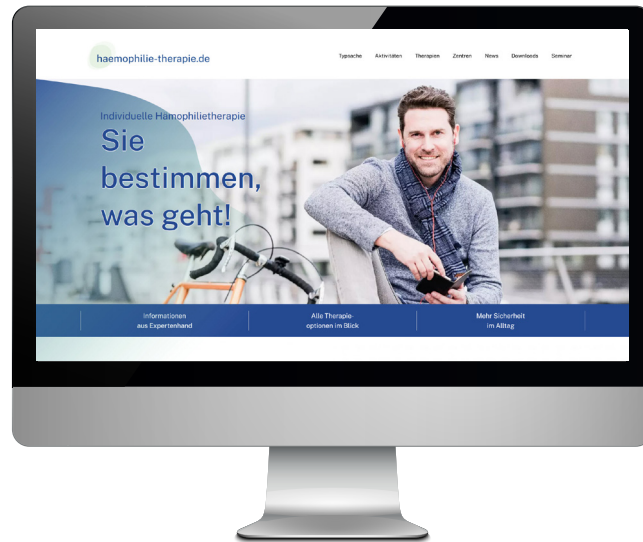 haemophilie-therapie.de
Typsache Aktivitäten Therapien Zentren News Downloads Seminar
Individuelle Hämophilietherapie
Sie
bestimmen,
was geht!
Informationen
aus Expertenhand
Alle Therapie-
optionen im Blick
Mehr Sicherheit
im Alltag